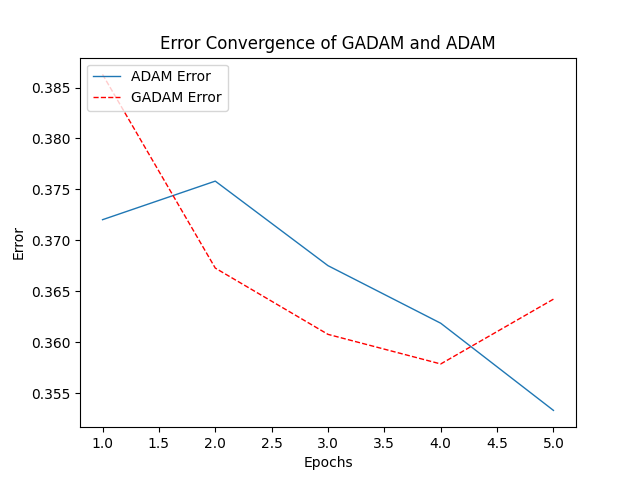 Error Convergence of GADAM and ADAM
ADAM Error
GADAM Error
Error
0.385
0.380
0.375
0.370
0.365
0.360
0.355
1.0 1.5 2.0 2.5 3.0 3.5 4.0 4.5 5.0
Epochs